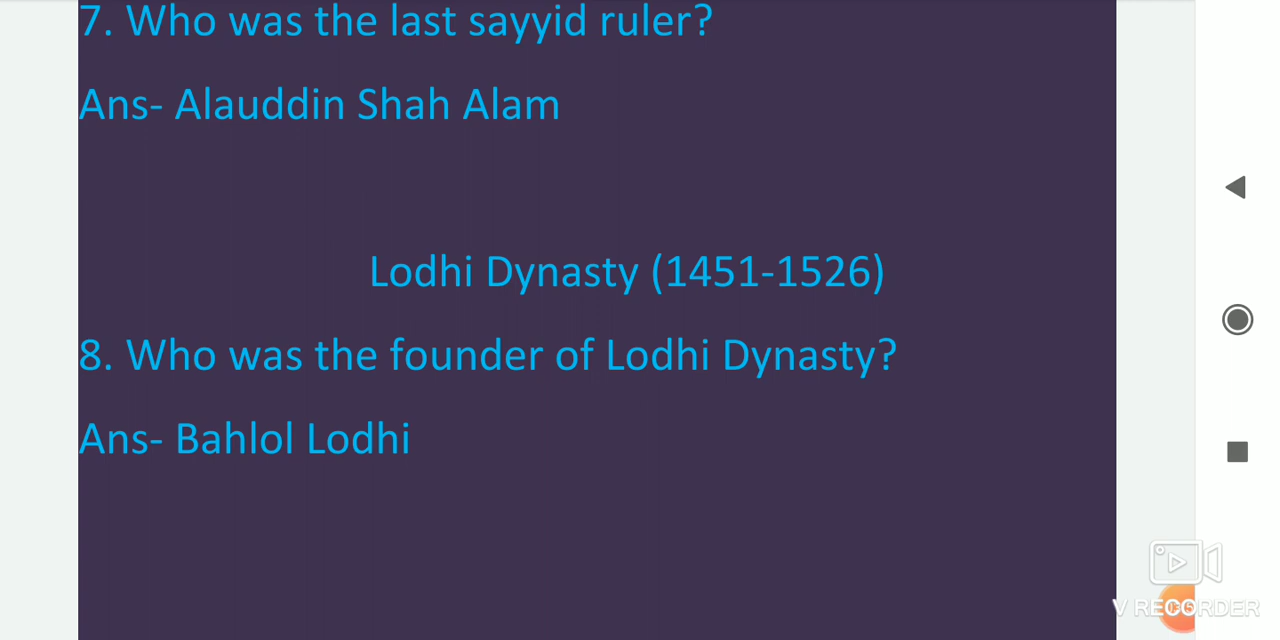 7. Who was the last sayyid ruler?
Ans- Alauddin Shah Alam
Lodhi Dynasty (1451-1526)
8. Who was the founder of Lodhi Dynasty?
Ans- Bahlol Lodhi
V RECORDER